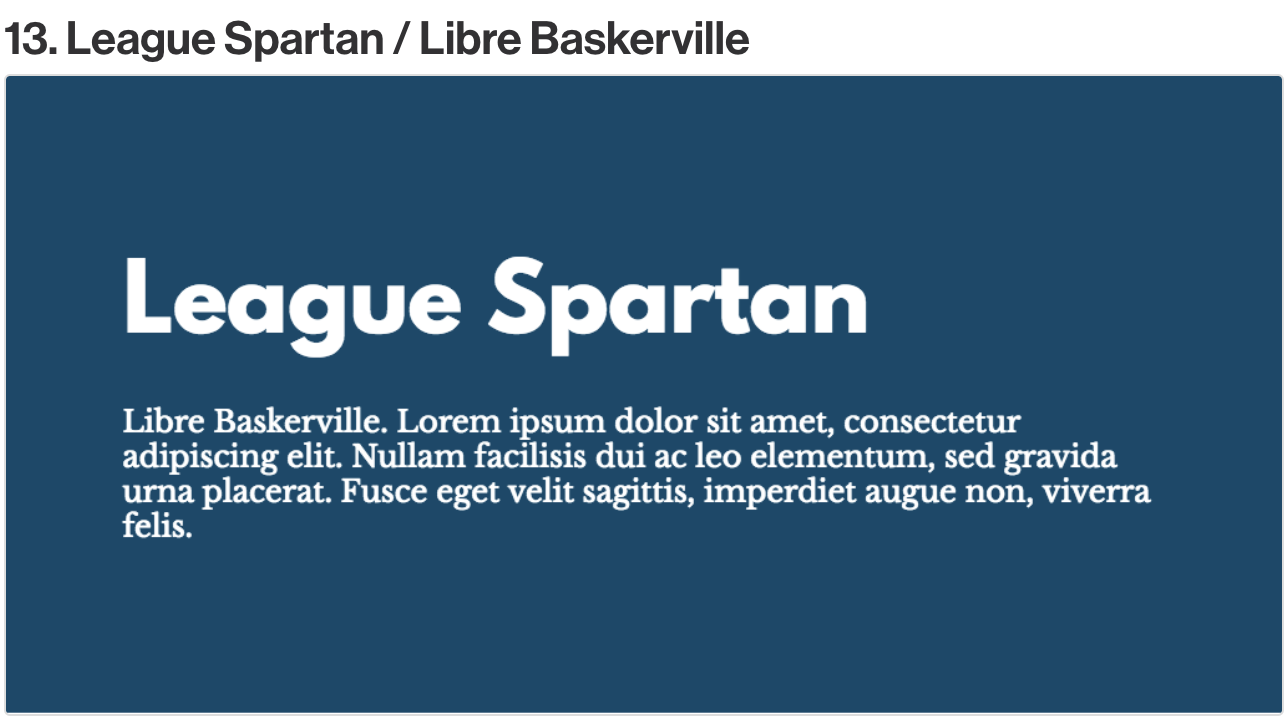 13. League Spartan / Libre Baskerville
League Spartan
Libre Baskerville. Lorem ipsum dolor sit amet, consectetur
adipiscing elit. Nullam facilisis dui ac leo elementum, sed gravida
urna placerat. Fusce eget velit sagittis, imperdiet augue non, viverra
felis.